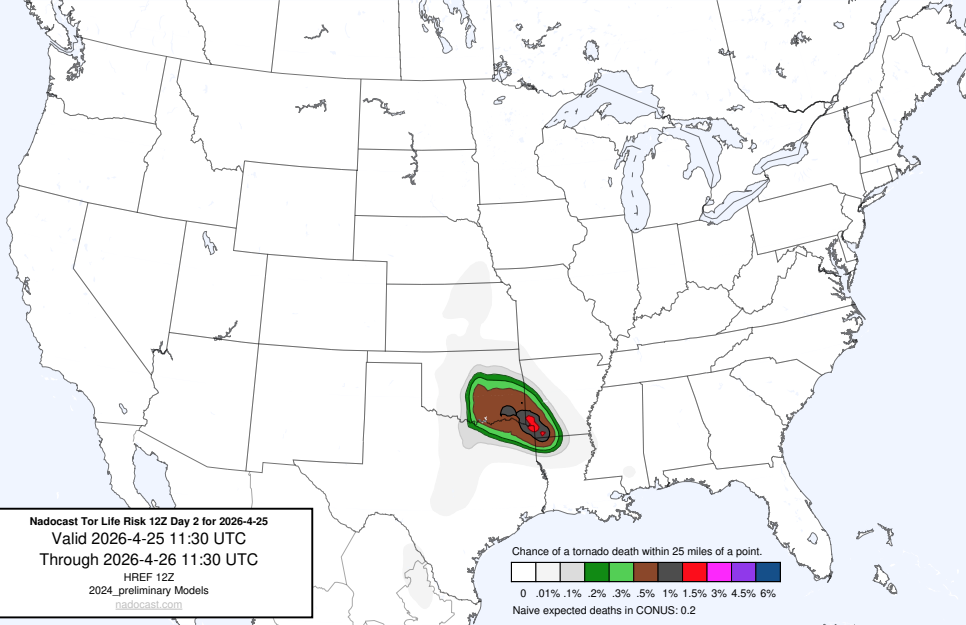 Nadocast Tor Life Risk 12Z Day 2 for 2026-4-25
Valid 2026-4-25 11:30 UTC
Through 2026-4-26 11:30 UTC
HREF 12Z
2024_preliminary Models
nadocast.com
Chance of a tornado death within 25 miles of a point.
0 .01% .1% .2% .3% .5% 1% 1.5% 3% 4.5% 6%
Naive expected deaths in CONUS: 0.2